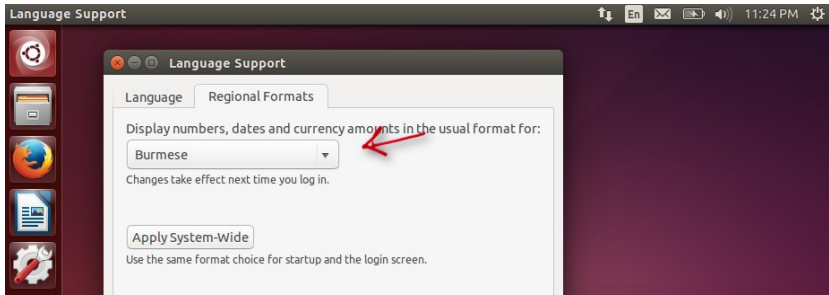 Language Support
En
11:24 PM
Language Support
Language
Regional Formats
Display numbers, dates and currency amounts in the usual format for:
Burmese
Changes take effect next time you log in.
Apply System-Wide
Use the same format choice for startup and the login screen.